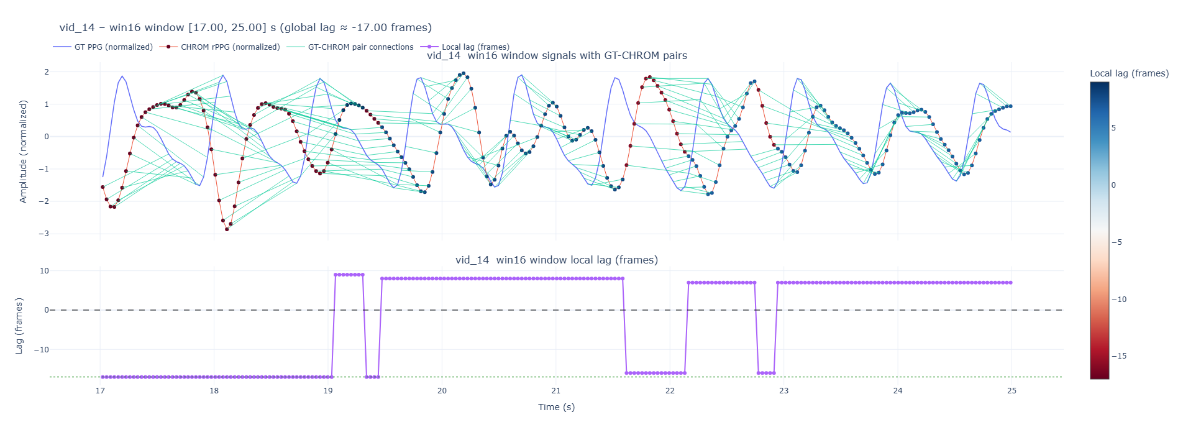 vid_14 – win16 window [17.00, 25.00] s (global lag ≈ -17.00 frames)
GT PPG (normalized) CHROM rPPG (normalized) GT-CHROM pair connections Local lag (frames)
vid_14 win16 window signals with GT-CHROM pairs
Local lag (frames)
2
1
0
−1
−2
−3
Amplitude (normalized)
5
0
−5
−10
−15
vid_14 win16 window local lag (frames)
10
0
−10
Lag (frames)
17 18 19 20 21 22 23 24 25
Time (s)